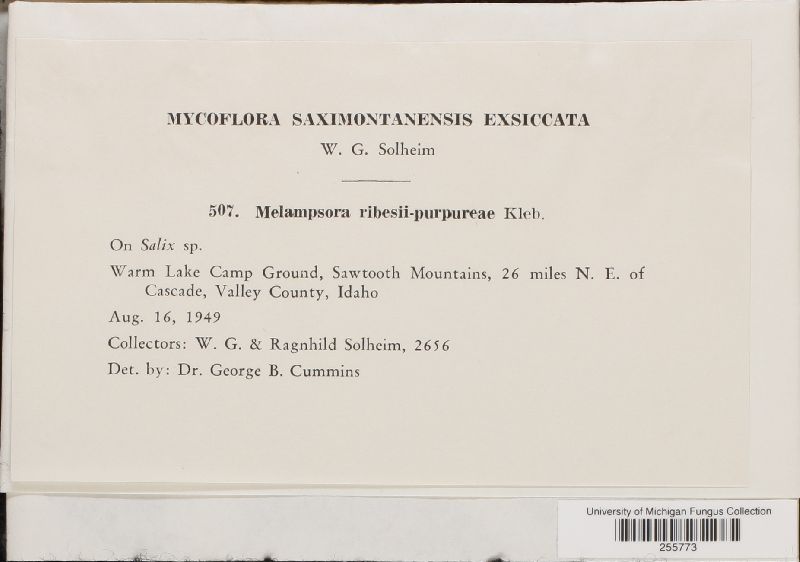 MYCOFLORA SAXIMONTANENSIS EXSICCATA
W. G. Solheim
507. Melampsora ribesii-purpureae Kleb.
On Salix sp.
Warm Lake Camp Ground, Sawtooth Mountains, 26 miles N. E. of
Cascade, Valley County, Idaho
Aug. 16, 1949
Collectors: W. G. & Ragnhild Solheim, 2656
Det. by: Dr. George B. Cummins
University of Michigan Fungus Collection
255773